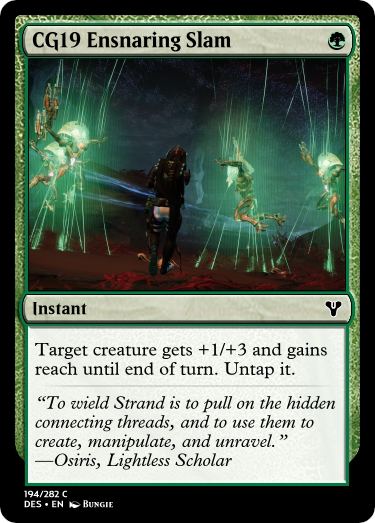 CG19 Ensnaring Slam
Instant
Target creature gets +1/+3 and gains
reach until end of turn. Untap it.
“To wield Strand is to pull on the hidden
connecting threads, and to use them to
create, manipulate, and unravel.”
—Osiris, Lightless Scholar
194/282 C
DES • EN Bungie